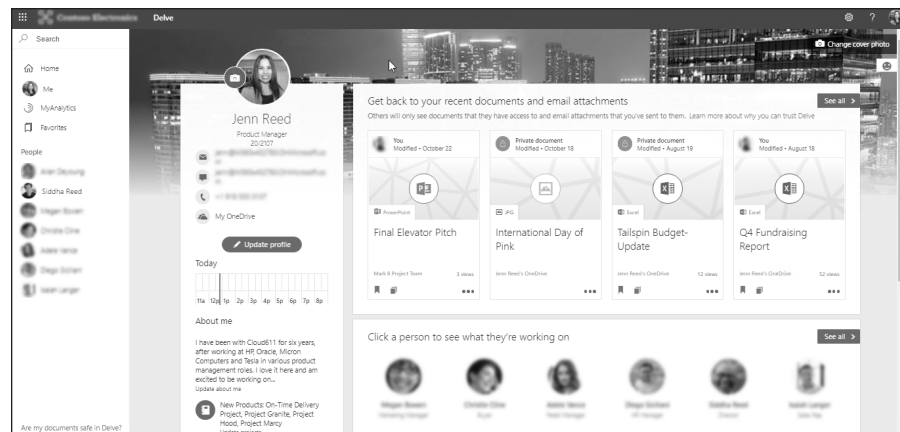 Delve
?
Search
Change cover photo
Home
Me
MyAnalytics
Favorites
People
Siddha Reed
Are my documents safe in Delve?
Jenn Reed
Product Manager
20/2107
My OneDrive
Update profile
Today
11a 12p 1p 2p 3p 4p 5p 6p 7p 8p
About me
I have been with Cloud611 for six years,
after working at HP, Oracle, Micron
Computers and Tesla in various product
management roles. I love it here and am
excited to be working on...
Update about me
New Products: On-Time Delivery
Project, Project Granite, Project
Hood, Project Marcy
Update projects
Get back to your recent documents and email attachments
See all >
Others will only see documents that they have access to and email attachments that you've sent to them. Learn more about why you can trust Delve
You
Modified • October 22
PowerPoint
Final Elevator Pitch
Mark 8 Project Team
3 views
Private document
Modified • October 18
JPG
International Day of
Pink
Jenn Reed's OneDrive
Private document
Modified • August 19
Excel
Tailspin Budget-
Update
Jenn Reed's OneDrive
12 views
You
Modified • August 18
Excel
Q4 Fundraising
Report
Jenn Reed's OneDrive
52 views
Click a person to see what they're working on
See all >